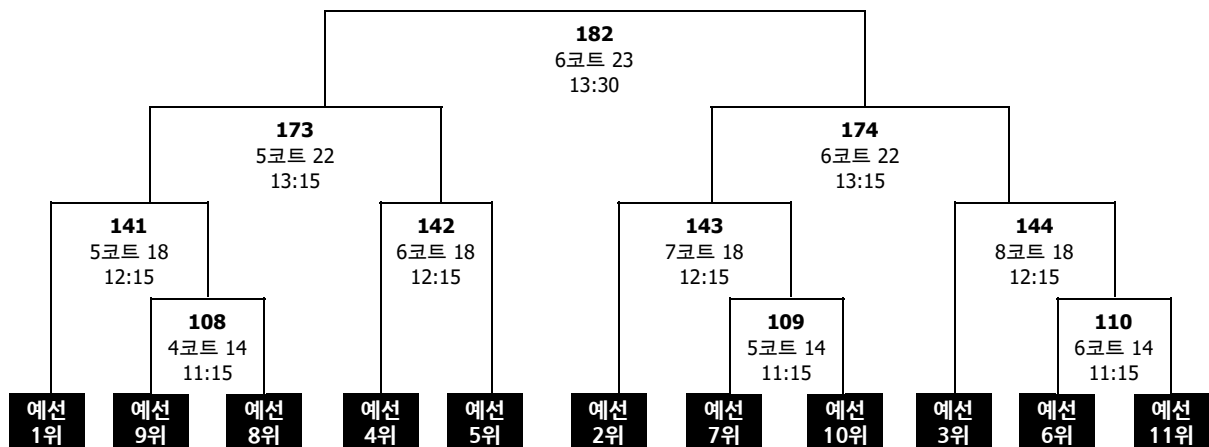 182
6코트 23
13:30
173
5코트 22
13:15
174
6코트 22
13:15
141
5코트 18
12:15
142
6코트 18
12:15
143
7코트 18
12:15
144
8코트 18
12:15
108
4코트 14
11:15
109
5코트 14
11:15
110
6코트 14
11:15
예선
1위
예선
9위
예선
8위
예선
4위
예선
5위
예선
2위
예선
7위
예선
10위
예선
3위
예선
6위
예선
11위